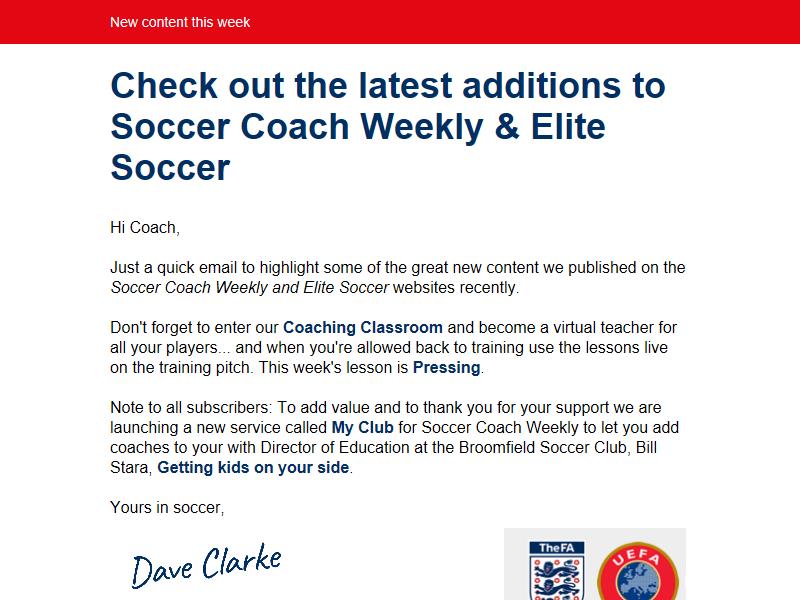 New content this week
Check out the latest additions to
Soccer Coach Weekly & Elite
Soccer
Hi Coach,
Just a quick email to highlight some of the great new content we published on the
Soccer Coach Weekly and Elite Soccer websites recently.
Don't forget to enter our Coaching Classroom and become a virtual teacher for
all your players... and when you're allowed back to training use the lessons live
on the training pitch. This week's lesson is Pressing.
Note to all subscribers: To add value and to thank you for your support we are
launching a new service called My Club for Soccer Coach Weekly to let you add
coaches to your with Director of Education at the Broomfield Soccer Club, Bill
Stara, Getting kids on your side.
Yours in soccer,
Dave Clarke
TheFA
UEFA